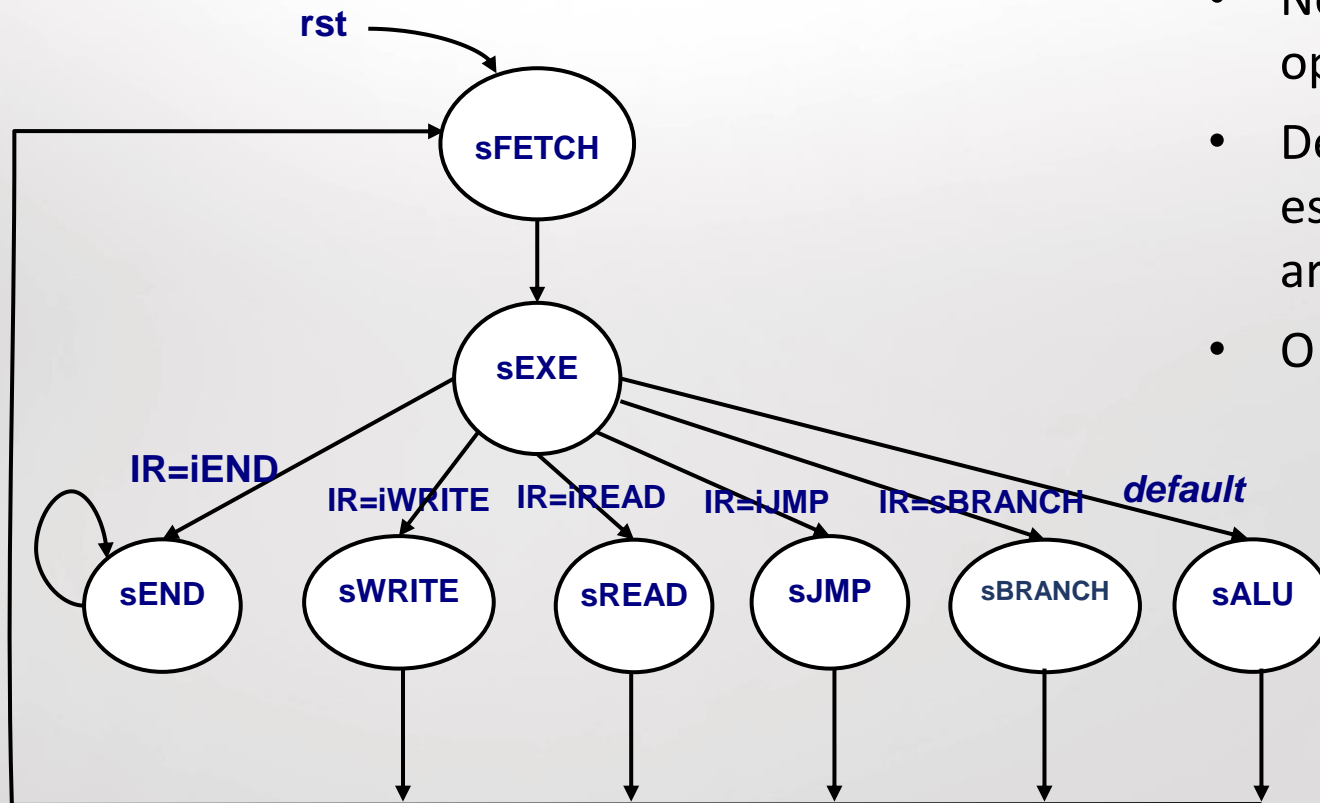 rst
sFETCH
sEXE
IR=iEND
IR=iWRITE
IR=iREAD
IR=iJMP
IR=sBRANCH
default
sEND
sWRITE
sREAD
sJMP
sBRANCH
sALU
•
•
• O